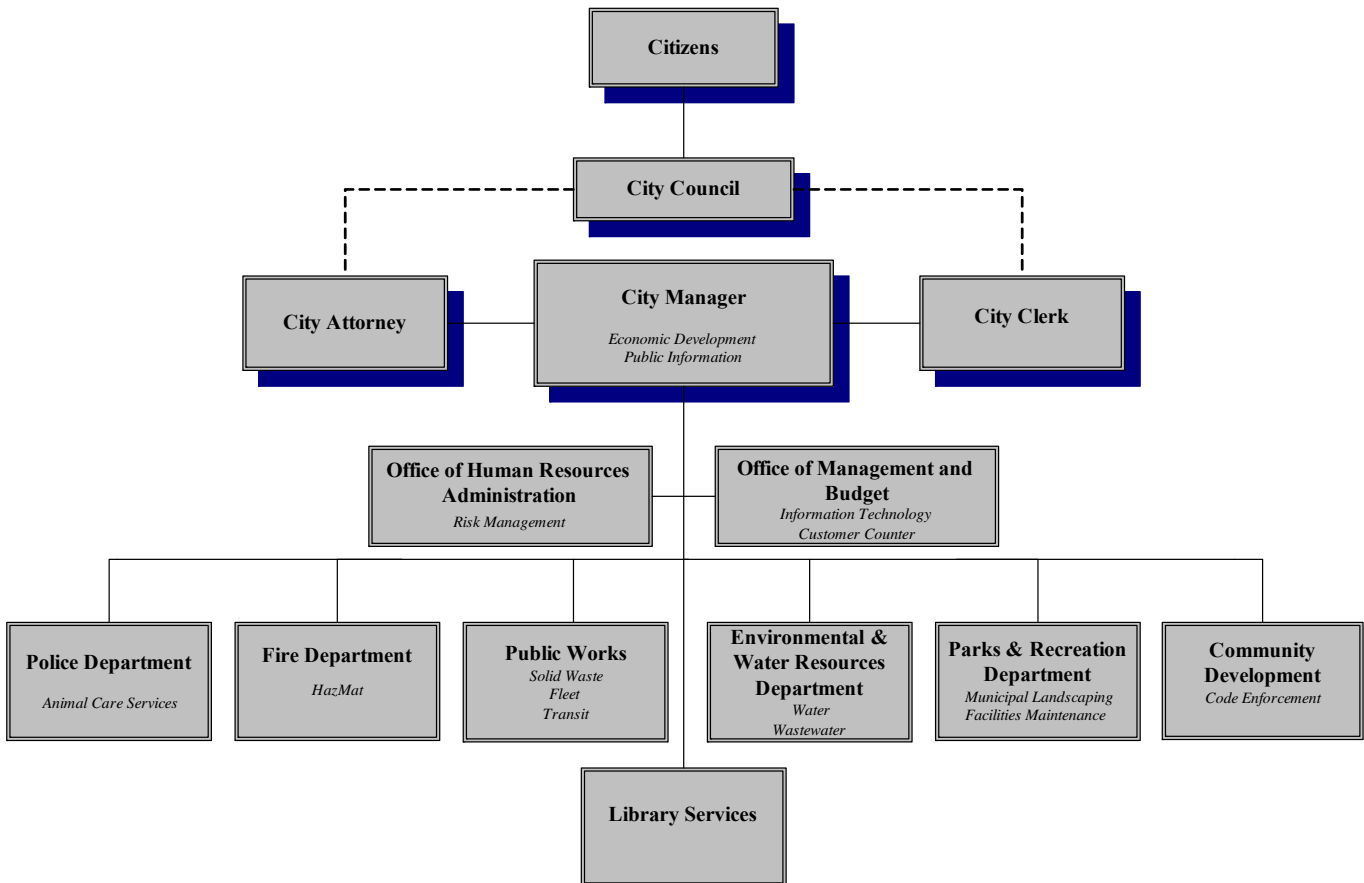 Citizens
City Council
City Attorney
City Manager
Economic Development
Public Information
City Clerk
Office of Human Resources
Administration
Risk Management
Office of Management and
Budget
Information Technology
Customer Counter
Police Department
Animal Care Services
Fire Department
HazMat
Public Works
Solid Waste
Fleet
Transit
Environmental &
Water Resources
Department
Water
Wastewater
Parks & Recreation
Department
Municipal Landscaping
Facilities Maintenance
Community
Development
Code Enforcement
Library Services